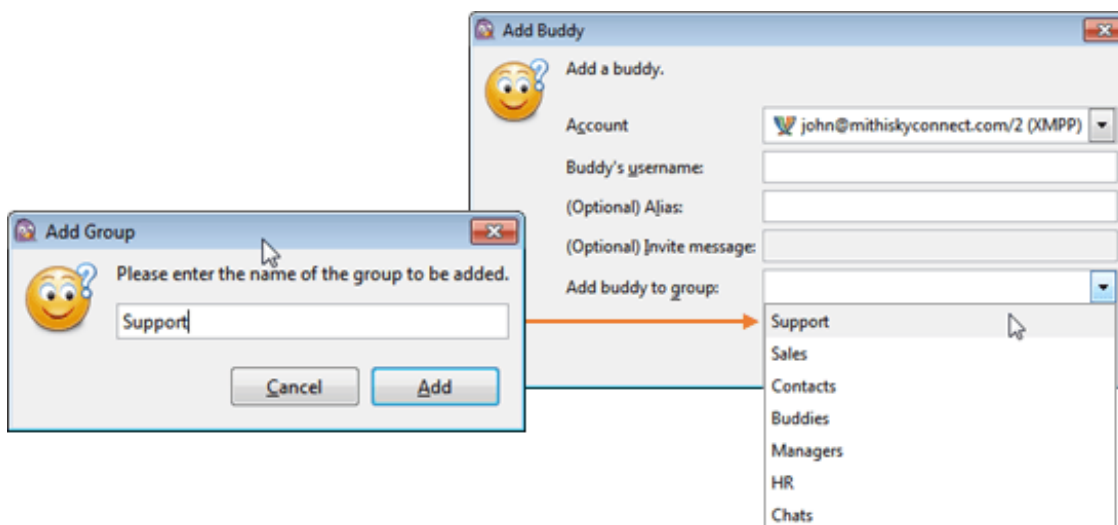 Add Buddy
Add a buddy.
Account
john@mithiskyconnect.com/2 (XMPP)
Buddy's username:
(Optional) Alias:
(Optional) Invite message:
Add buddy to group:
Support
Sales
Contacts
Buddies
Managers
HR
Chats
Add Group
Please enter the name of the group to be added.
Support
Cancel
Add